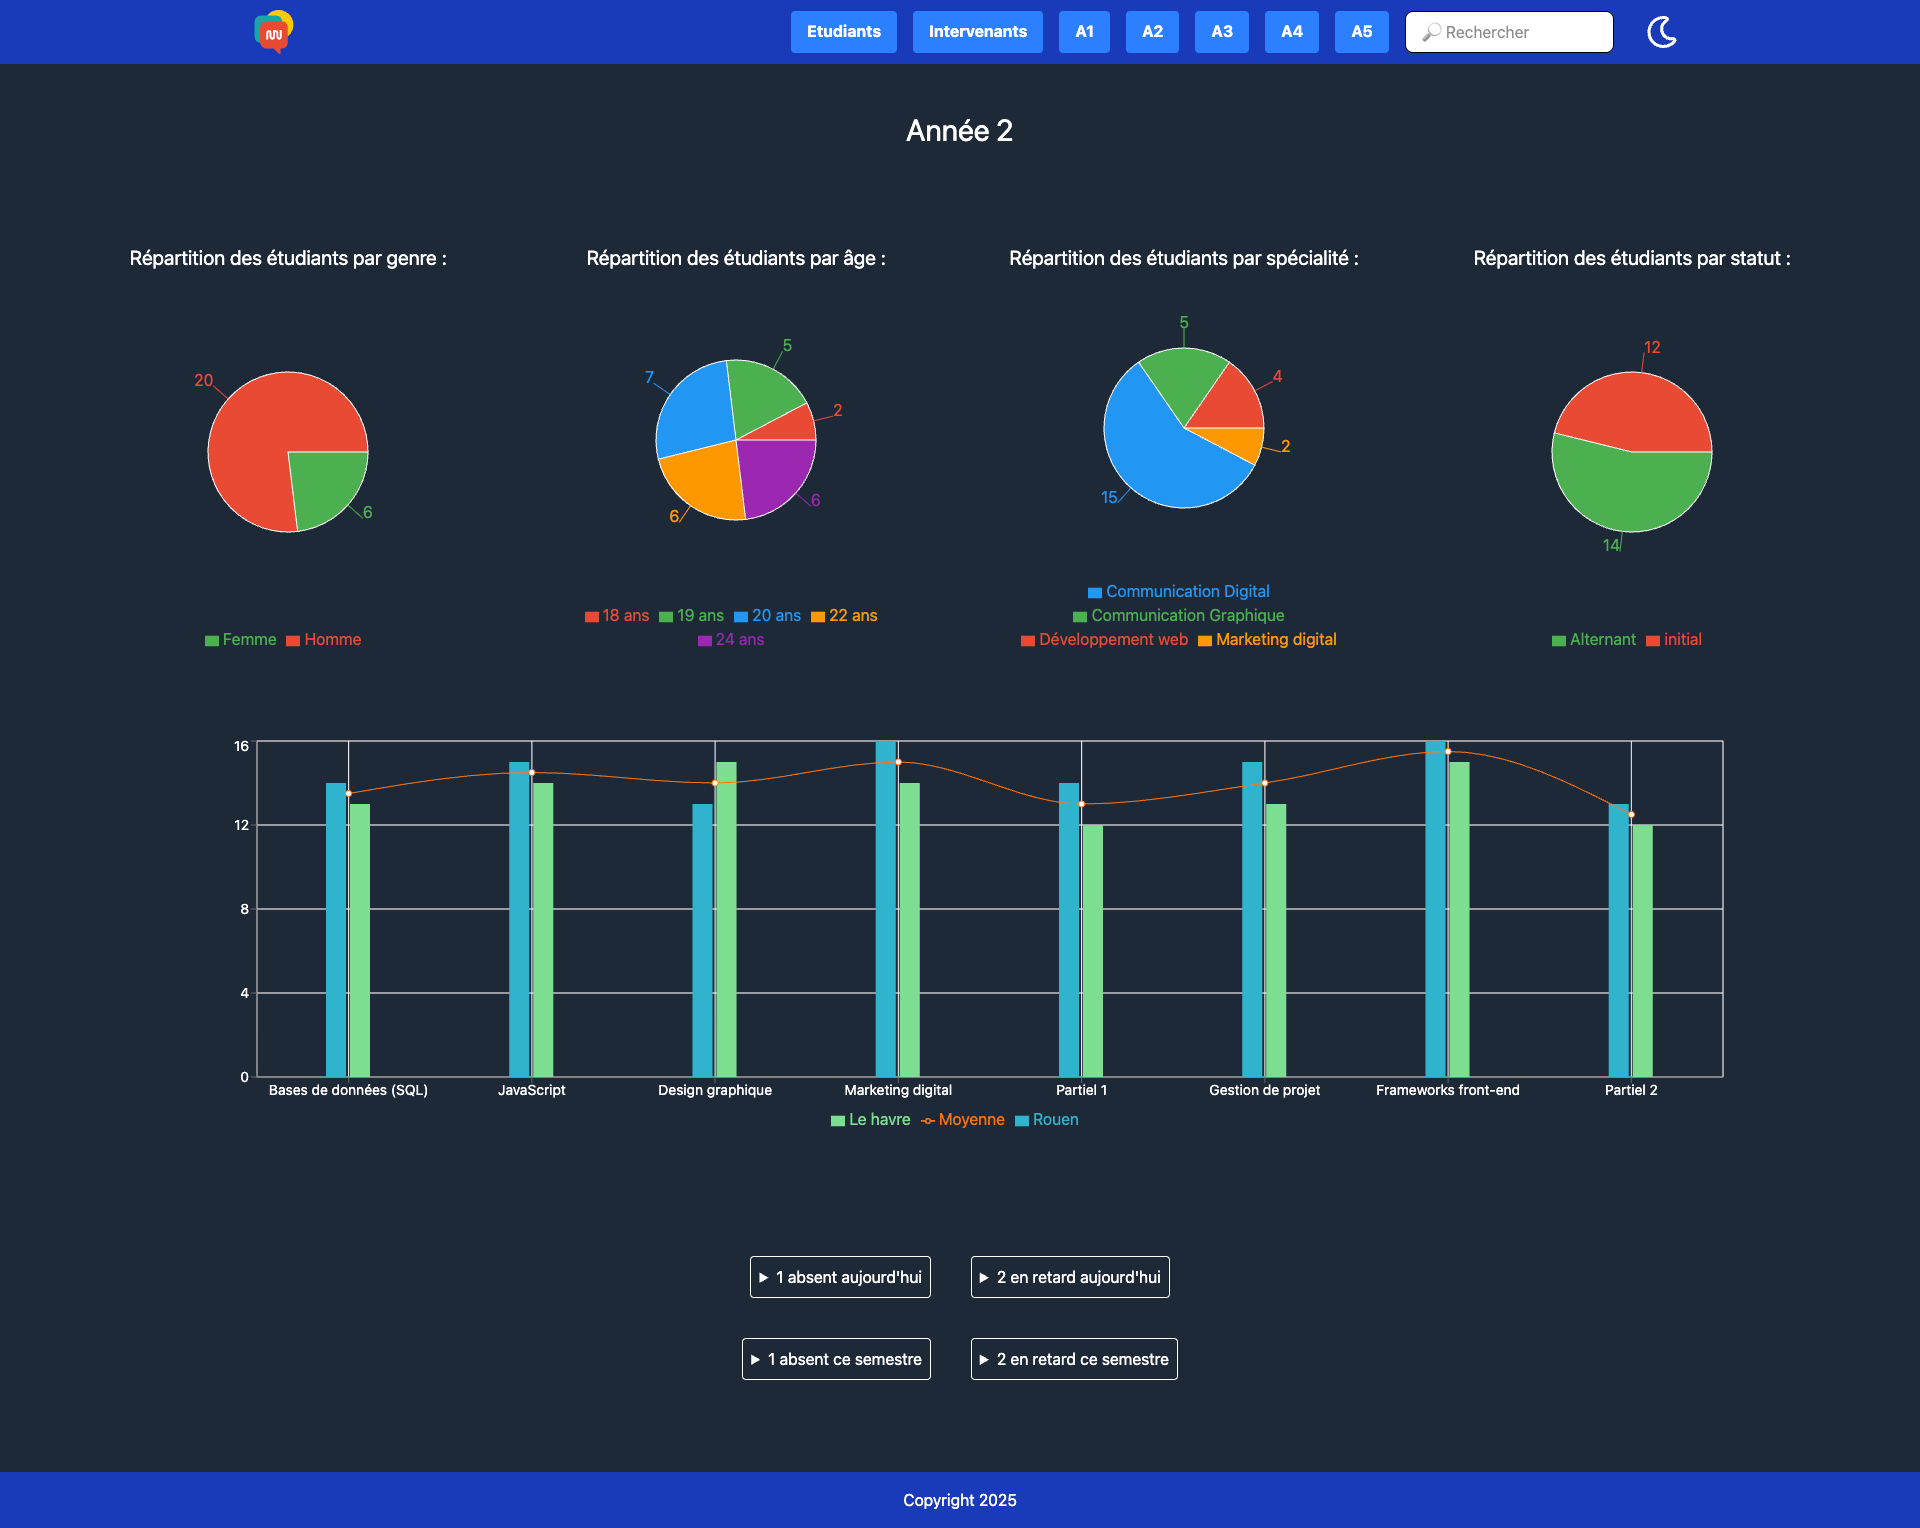 Etudiants Intervenants A1 A2 A3 A4 A5 🔎 Rechercher
Année 2
Répartition des étudiants par genre :
20
6
Femme Homme
Répartition des étudiants par âge :
5
7
2
6
6
18 ans 19 ans 20 ans 22 ans
24 ans
Répartition des étudiants par spécialité :
5
4
2
15
Communication Digital
Communication Graphique
Développement web Marketing digital
Répartition des étudiants par statut :
12
14
Alternant initial
16
12
8
4
0
Bases de données (SQL) JavaScript Design graphique Marketing digital Partiel 1 Gestion de projet Frameworks front-end Partiel 2
Le havre Moyenne Rouen
1 absent aujourd'hui 2 en retard aujourd'hui
1 absent ce semestre 2 en retard ce semestre
Copyright 2025